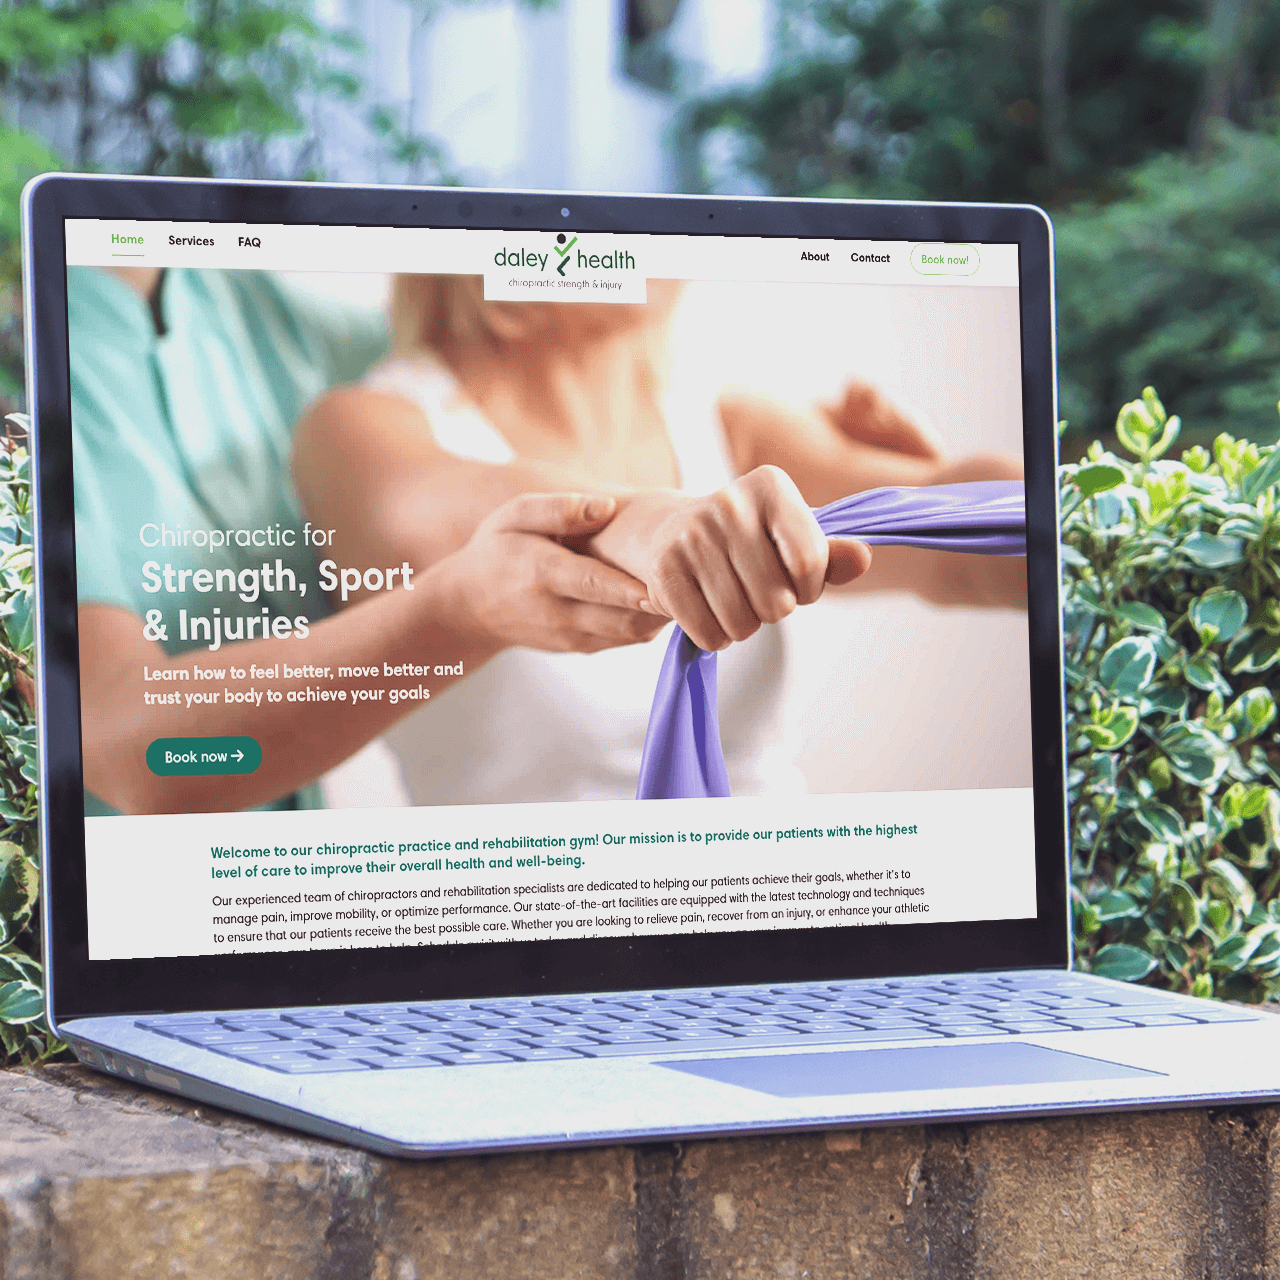 Home Services FAQ
daley health
chiropractic strength & injury
About Contact Book now!
Chiropractic for
Strength, Sport
& Injuries
Learn how to feel better, move better and
trust your body to achieve your goals
Book now →
Welcome to our chiropractic practice and rehabilitation gym! Our mission is to provide our patients with the highest
level of care to improve their overall health and well-being.
Our experienced team of chiropractors and rehabilitation specialists are dedicated to helping our patients achieve their goals, whether it's to
manage pain, improve mobility, or optimize performance. Our state-of-the-art facilities are equipped with the latest technology and techniques
to ensure that our patients receive the best possible care. Whether you are looking to relieve pain, recover from an injury, or enhance your athletic